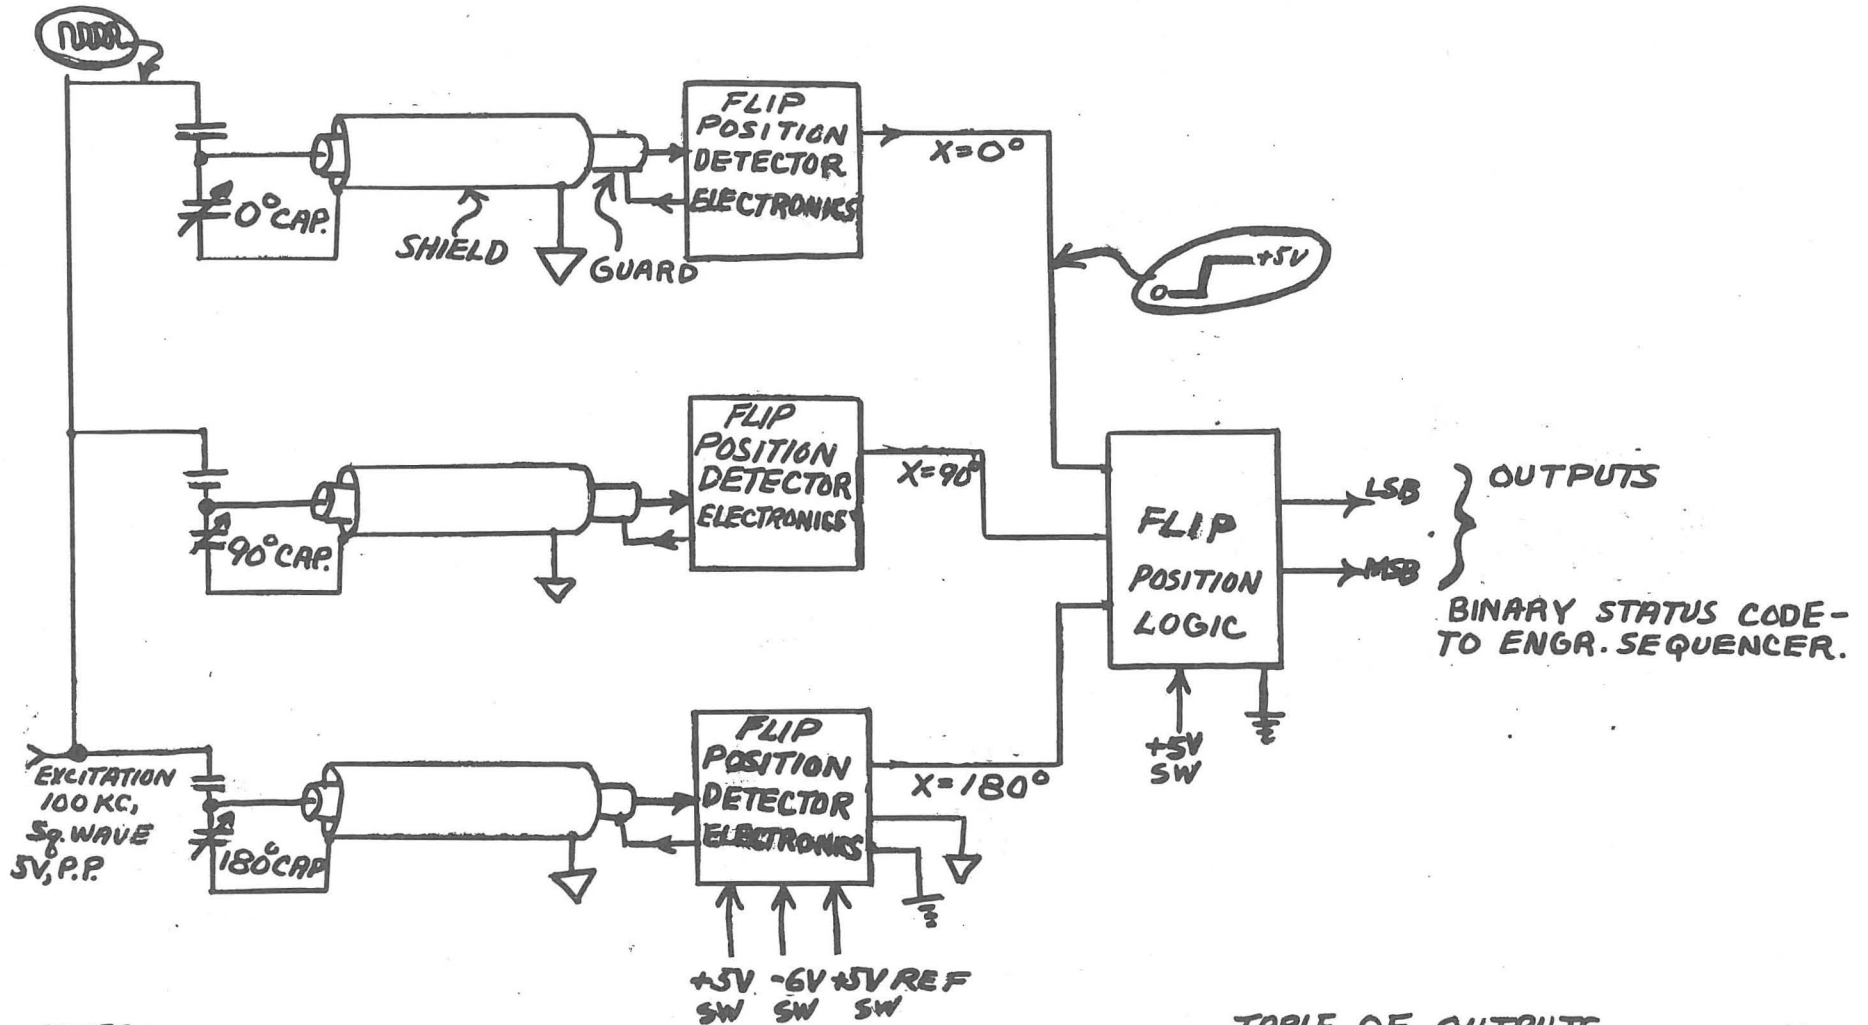 FLIP
POSITION
DETECTOR
ELECTRONICS
X=0°
0° CAP.
SHIELD
GUARD
+5V
0
FLIP
POSITION
DETECTOR
ELECTRONICS
X=90°
90° CAP.
FLIP
POSITION
LOGIC
LSB
MSB
OUTPUTS
BINARY STATUS CODE-
TO ENGR. SEQUENCER.
+5V
SW
EXCITATION
100 KC,
Sq. WAVE
5V, P.P.
180° CAP
FLIP
POSITION
DETECTOR
ELECTRONICS
X=180°
+5V -6V +5V REF
SW SW SW
TABLE OF OUTPUTS